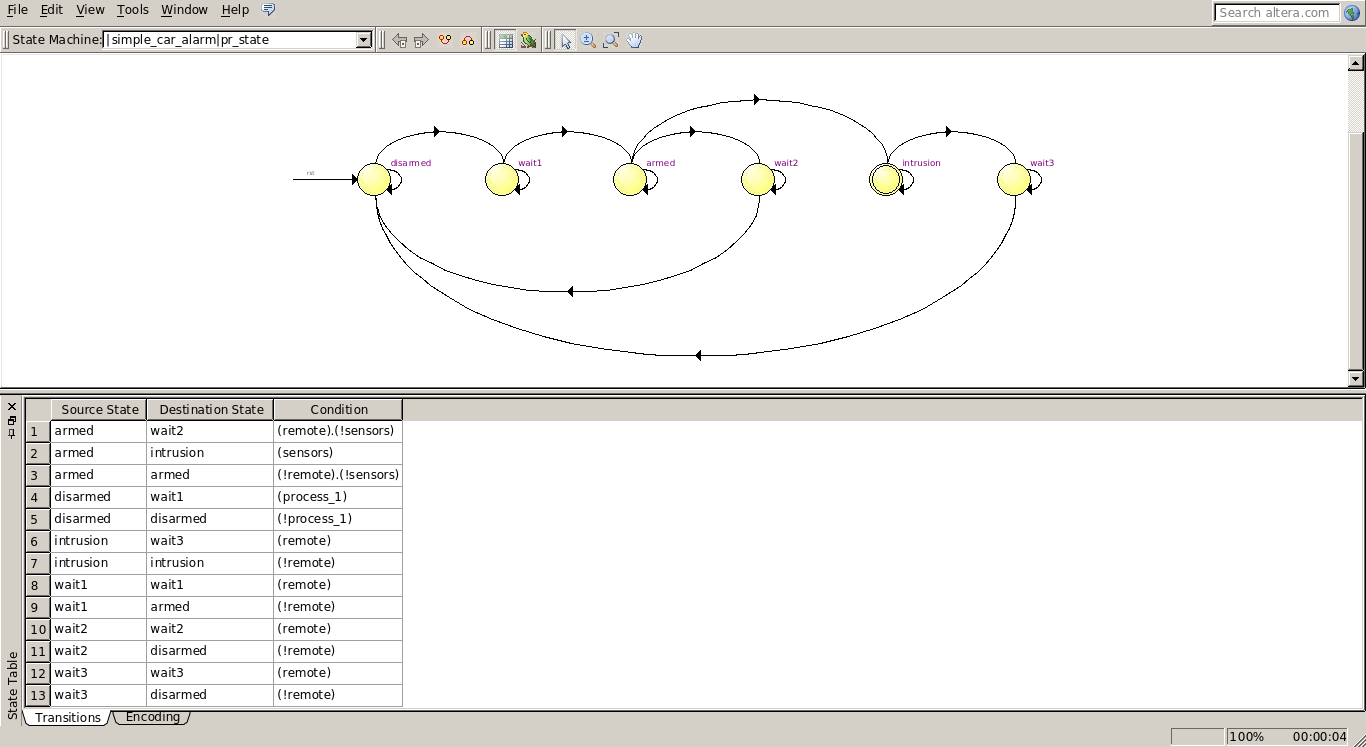 File Edit View Tools Window Help Search altera.com
State Machine: |simple_car_alarm|pr_state
rst disarmed wait1 armed wait2 intrusion wait3
Source State Destination State Condition
1 armed wait2 (remote).(!sensors)
2 armed intrusion (sensors)
3 armed armed (!remote).(!sensors)
4 disarmed wait1 (process_1)
5 disarmed disarmed (!process_1)
6 intrusion wait3 (remote)
7 intrusion intrusion (!remote)
8 wait1 wait1 (remote)
9 wait1 armed (!remote)
10 wait2 wait2 (remote)
11 wait2 disarmed (!remote)
12 wait3 wait3 (remote)
13 wait3 disarmed (!remote)
State Table
Transitions Encoding
100% 00:00:04